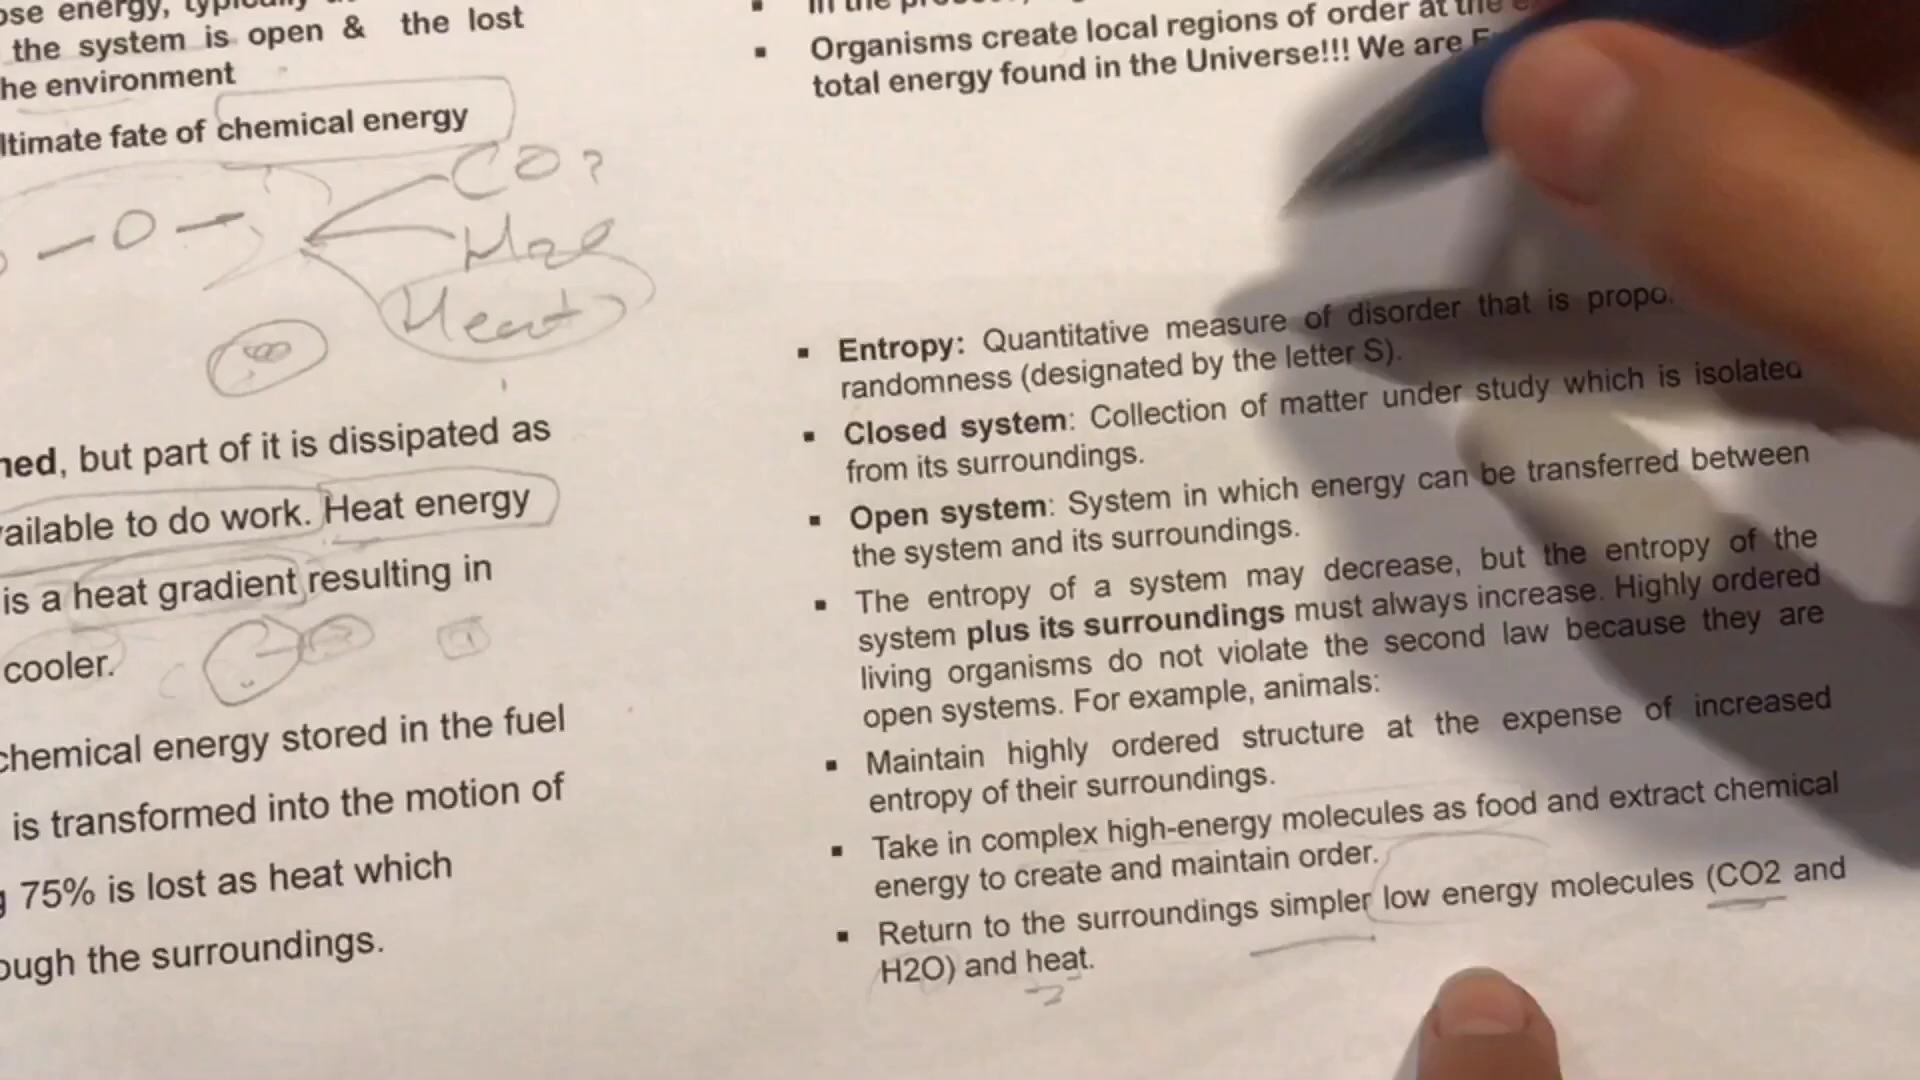 ose energy,
the system is open & the lost
he environment
ltimate fate of chemical energy
CO2
O
H2O
Heat
ned, but part of it is dissipated as
ailable to do work. Heat energy
is a heat gradient resulting in
cooler.
chemical energy stored in the fuel
is transformed into the motion of
g 75% is lost as heat which
ough the surroundings.
In the
Organisms create local regions of order at the
total energy found in the Universe!!! We are
Entropy: Quantitative measure of disorder that is propo
randomness (designated by the letter S).
Closed system: Collection of matter under study which is isolated
from its surroundings.
Open system: System in which energy can be transferred between
the system and its surroundings.
The entropy of a system may decrease, but the entropy of the
system plus its surroundings must always increase. Highly ordered
living organisms do not violate the second law because they are
open systems. For example, animals:
Maintain highly ordered structure at the expense of increased
entropy of their surroundings.
Take in complex high-energy molecules as food and extract chemical
energy to create and maintain order.
Return to the surroundings simpler low energy molecules (CO2 and
H2O) and heat.